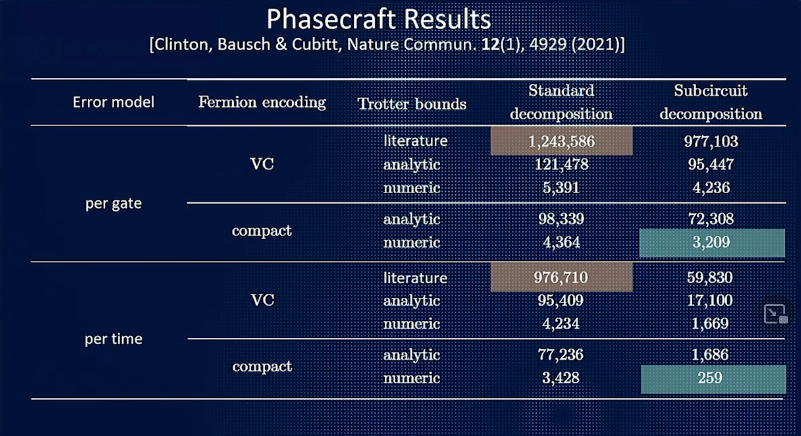 Phasecraft Results
[Clinton, Bausch & Cubitt, Nature Commun. 12(1), 4929 (2021)]
Error model Fermion encoding Trotter bounds Standard decomposition Subcircuit decomposition
per gate VC literature 1,243,586 977,103
analytic 121,478 95,447
numeric 5,391 4,236
compact analytic 98,339 72,308
numeric 4,364 3,209
per time VC literature 976,710 59,830
analytic 95,409 17,100
numeric 4,234 1,669
compact analytic 77,236 1,686
numeric 3,428 259